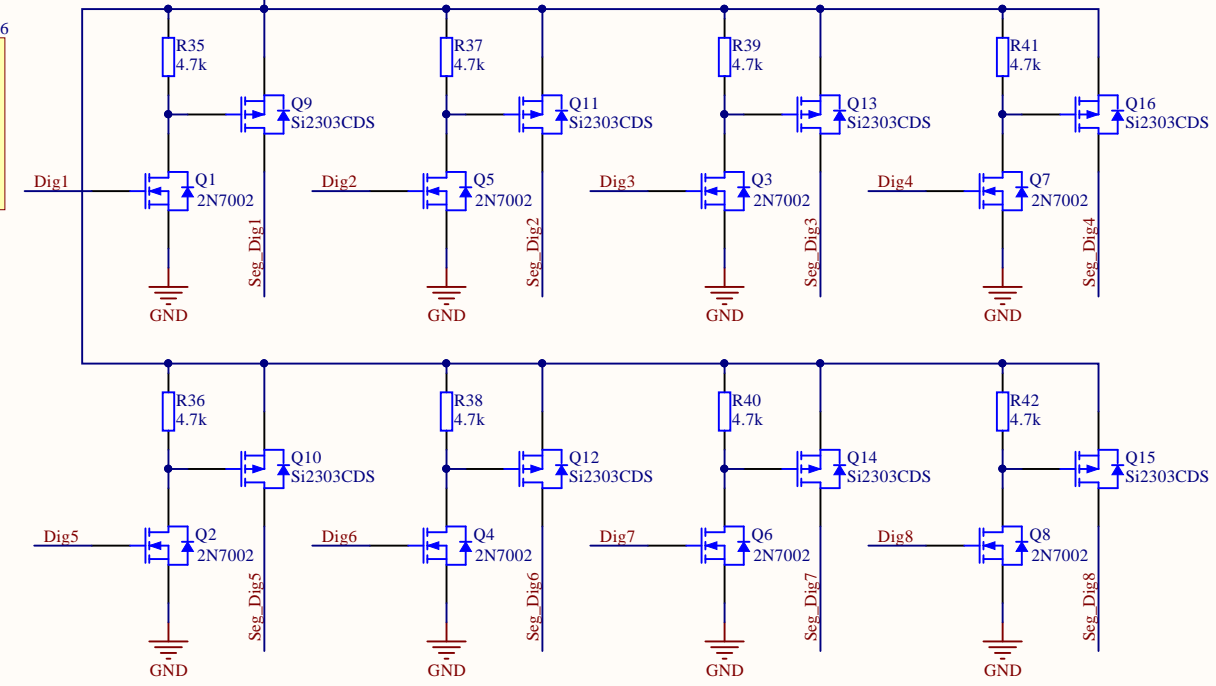 6
R35
4.7k
R37
4.7k
R39
4.7k
R41
4.7k
Q9
Si2303CDS
Q11
Si2303CDS
Q13
Si2303CDS
Q16
Si2303CDS
Dig1
Q1
2N7002
Dig2
Q5
2N7002
Dig3
Q3
2N7002
Dig4
Q7
2N7002
Seg_Dig1
Seg_Dig2
Seg_Dig3
Seg_Dig4
GND
GND
GND
GND
R36
4.7k
R38
4.7k
R40
4.7k
R42
4.7k
Q10
Si2303CDS
Q12
Si2303CDS
Q14
Si2303CDS
Q15
Si2303CDS
Dig5
Q2
2N7002
Dig6
Q4
2N7002
Dig7
Q6
2N7002
Dig8
Q8
2N7002
Seg_Dig5
Seg_Dig6
Seg_Dig7
Seg_Dig8
GND
GND
GND
GND